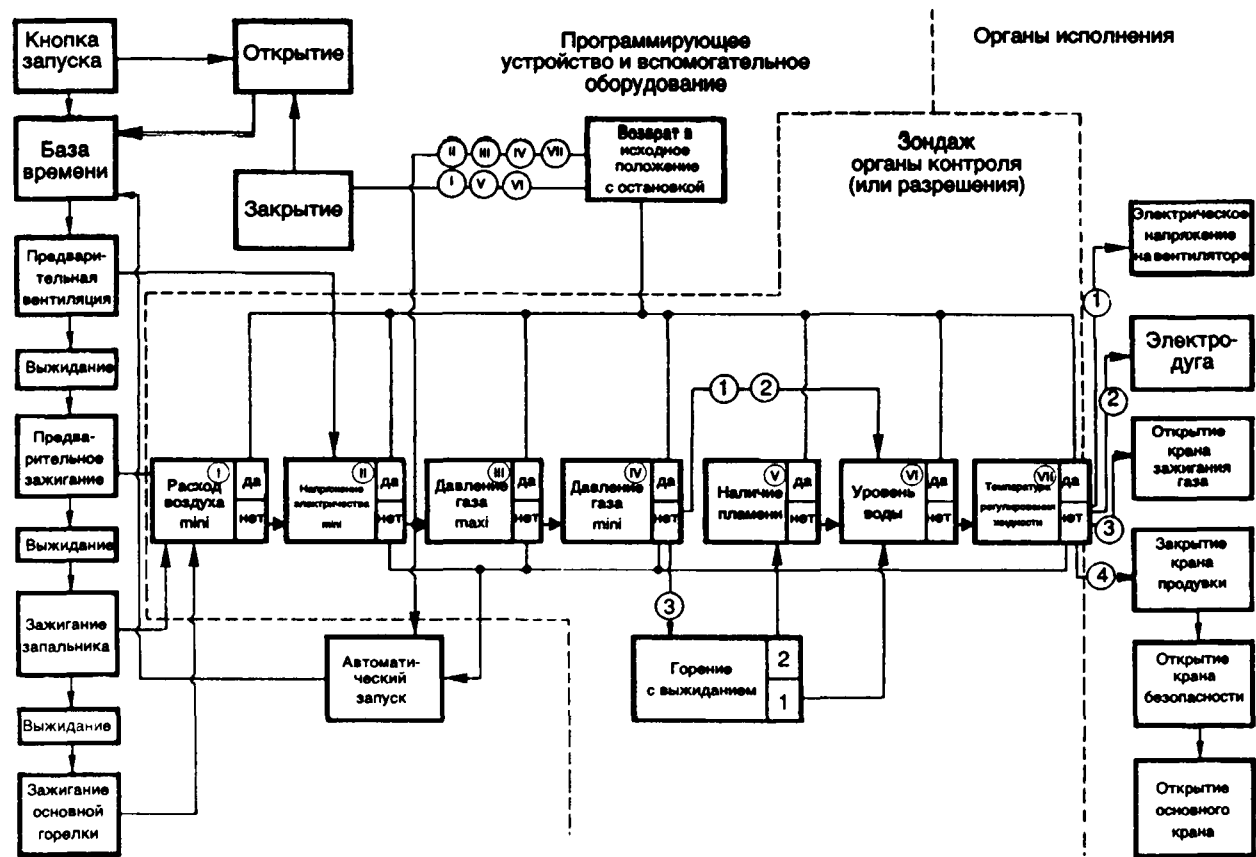 Кнопка
запуска
Открытие
Программирующее
устройство и вспомогательное
оборудование
Органы исполнения
База
времени
Закрытие
II III IV VII
I V VI
Возарат в
исходное
положение
с остановкой
Зондаж
органы контроля
(или разрешения)
Предвари-
тельная
вентиляция
Выжидание
Предва-
рительное
зажигание
Выжидание
Зажигание
запальника
Выжидание
Зажигание
основной
горелки
I
Расход
воздуха
mini
да
нет
II
Напряжение
электричества
mini
да
нет
III
Давление
газа
maxi
да
нет
IV
Давление
газа
mini
да
нет
1 2
V
Наличие
пламени
да
нет
VI
Уровень
воды
да
нет
VII
Температура
регулирования
жидкости
да
нет
3
Автомати-
ческий
запуск
Горение
с выжиданием
2
1
Электрическое
напряжение
на вентиляторе
1
Электро-
дуга
2
Открытие
крана
зажигания
газа
3
Закрытие
крана
продувки
4
Открытие
крана
безопасности
Открытие
основного
крана